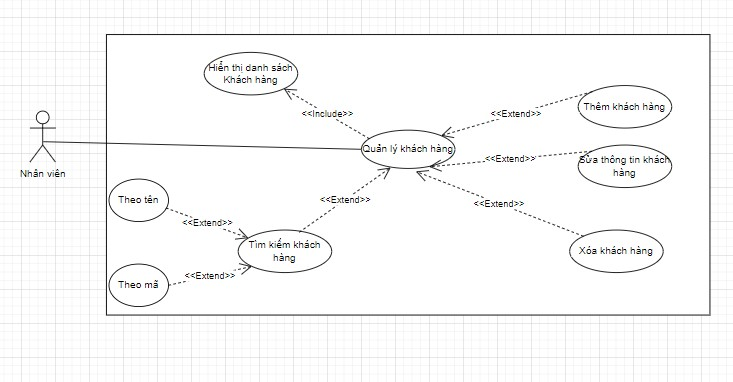 Hiển thị danh sách
Khách hàng
<<Include>>
<<Extend>>
Thêm khách hàng
Quản lý khách hàng
<<Extend>>
Sửa thông tin khách
hàng
Nhân viên
Theo tên
<<Extend>>
<<Extend>>
<<Extend>>
Tìm kiếm khách
hàng
Xóa khách hàng
<<Extend>>
Theo mã